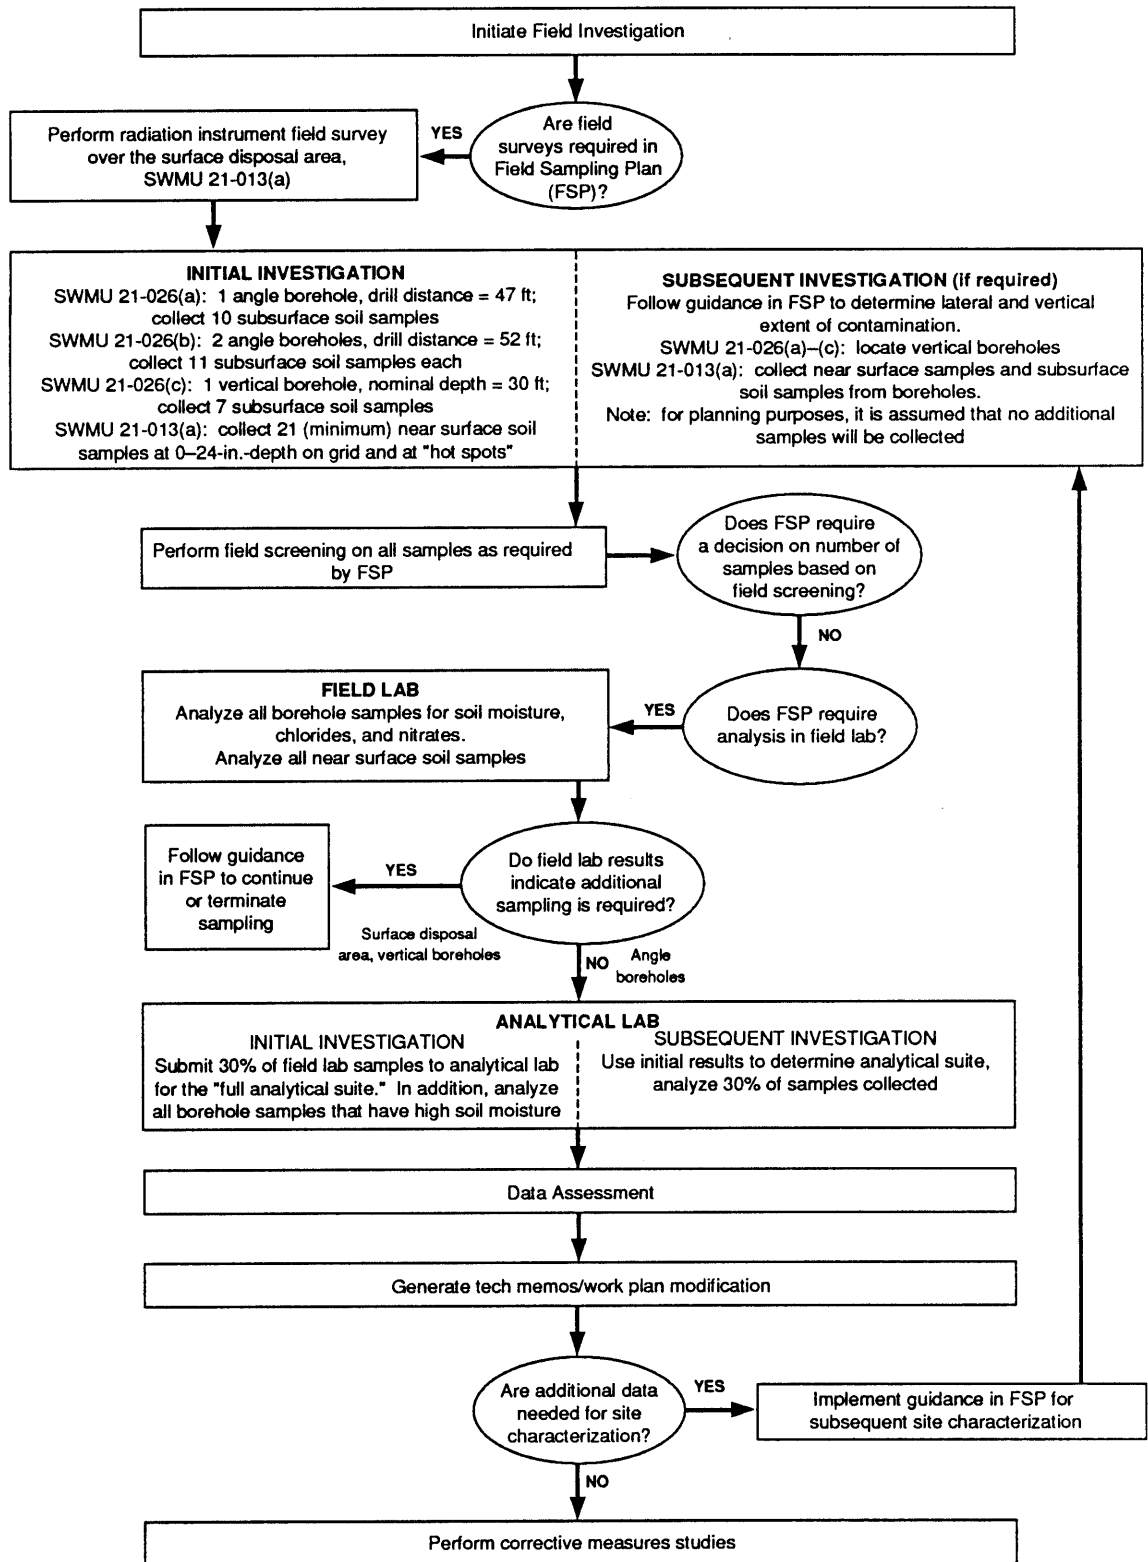 Initiate Field Investigation
Are field
surveys required in
Field Sampling Plan
(FSP)?
YES
Perform radiation instrument field survey
over the surface disposal area,
SWMU 21-013(a)
INITIAL INVESTIGATION
SWMU 21-026(a): 1 angle borehole, drill distance = 47 ft;
collect 10 subsurface soil samples
SWMU 21-026(b): 2 angle boreholes, drill distance = 52 ft;
collect 11 subsurface soil samples each
SWMU 21-026(c): 1 vertical borehole, nominal depth = 30 ft;
collect 7 subsurface soil samples
SWMU 21-013(a): collect 21 (minimum) near surface soil
samples at 0–24-in.-depth on grid and at "hot spots"
SUBSEQUENT INVESTIGATION (if required)
Follow guidance in FSP to determine lateral and vertical
extent of contamination.
SWMU 21-026(a)–(c): locate vertical boreholes
SWMU 21-013(a): collect near surface samples and subsurface
soil samples from boreholes.
Note: for planning purposes, it is assumed that no additional
samples will be collected
Perform field screening on all samples as required
by FSP
Does FSP require
a decision on number of
samples based on
field screening?
NO
Does FSP require
analysis in field lab?
YES
FIELD LAB
Analyze all borehole samples for soil moisture,
chlorides, and nitrates.
Analyze all near surface soil samples
Do field lab results
indicate additional
sampling is required?
YES
Surface disposal
area, vertical boreholes
Follow guidance
in FSP to continue
or terminate
sampling
NO
Angle
boreholes
ANALYTICAL LAB
INITIAL INVESTIGATION
Submit 30% of field lab samples to analytical lab
for the "full analytical suite." In addition, analyze
all borehole samples that have high soil moisture
SUBSEQUENT INVESTIGATION
Use initial results to determine analytical suite,
analyze 30% of samples collected
Data Assessment
Generate tech memos/work plan modification
Are additional data
needed for site
characterization?
YES
Implement guidance in FSP for
subsequent site characterization
NO
Perform corrective measures studies